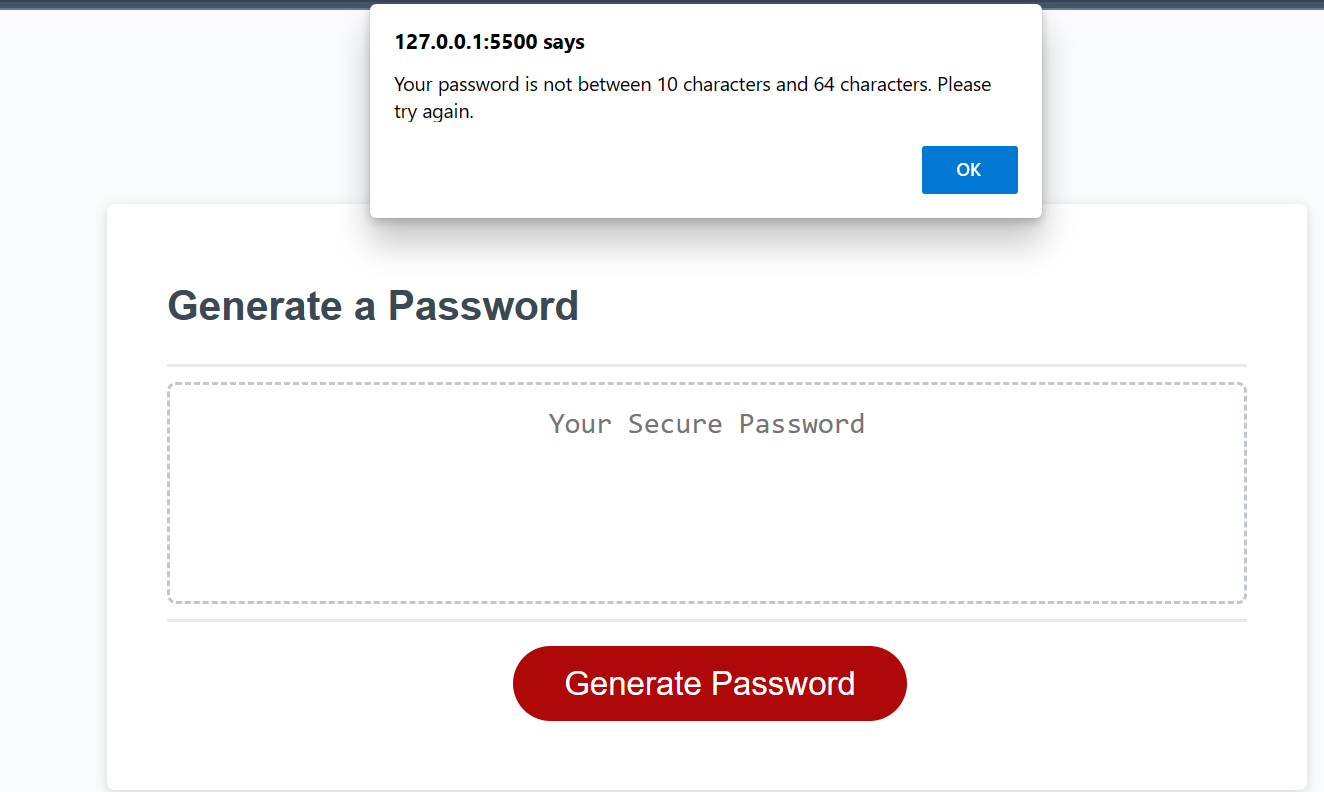 127.0.0.1:5500 says
Your password is not between 10 characters and 64 characters. Please
try again.
OK
Generate a Password
Your Secure Password
Generate Password